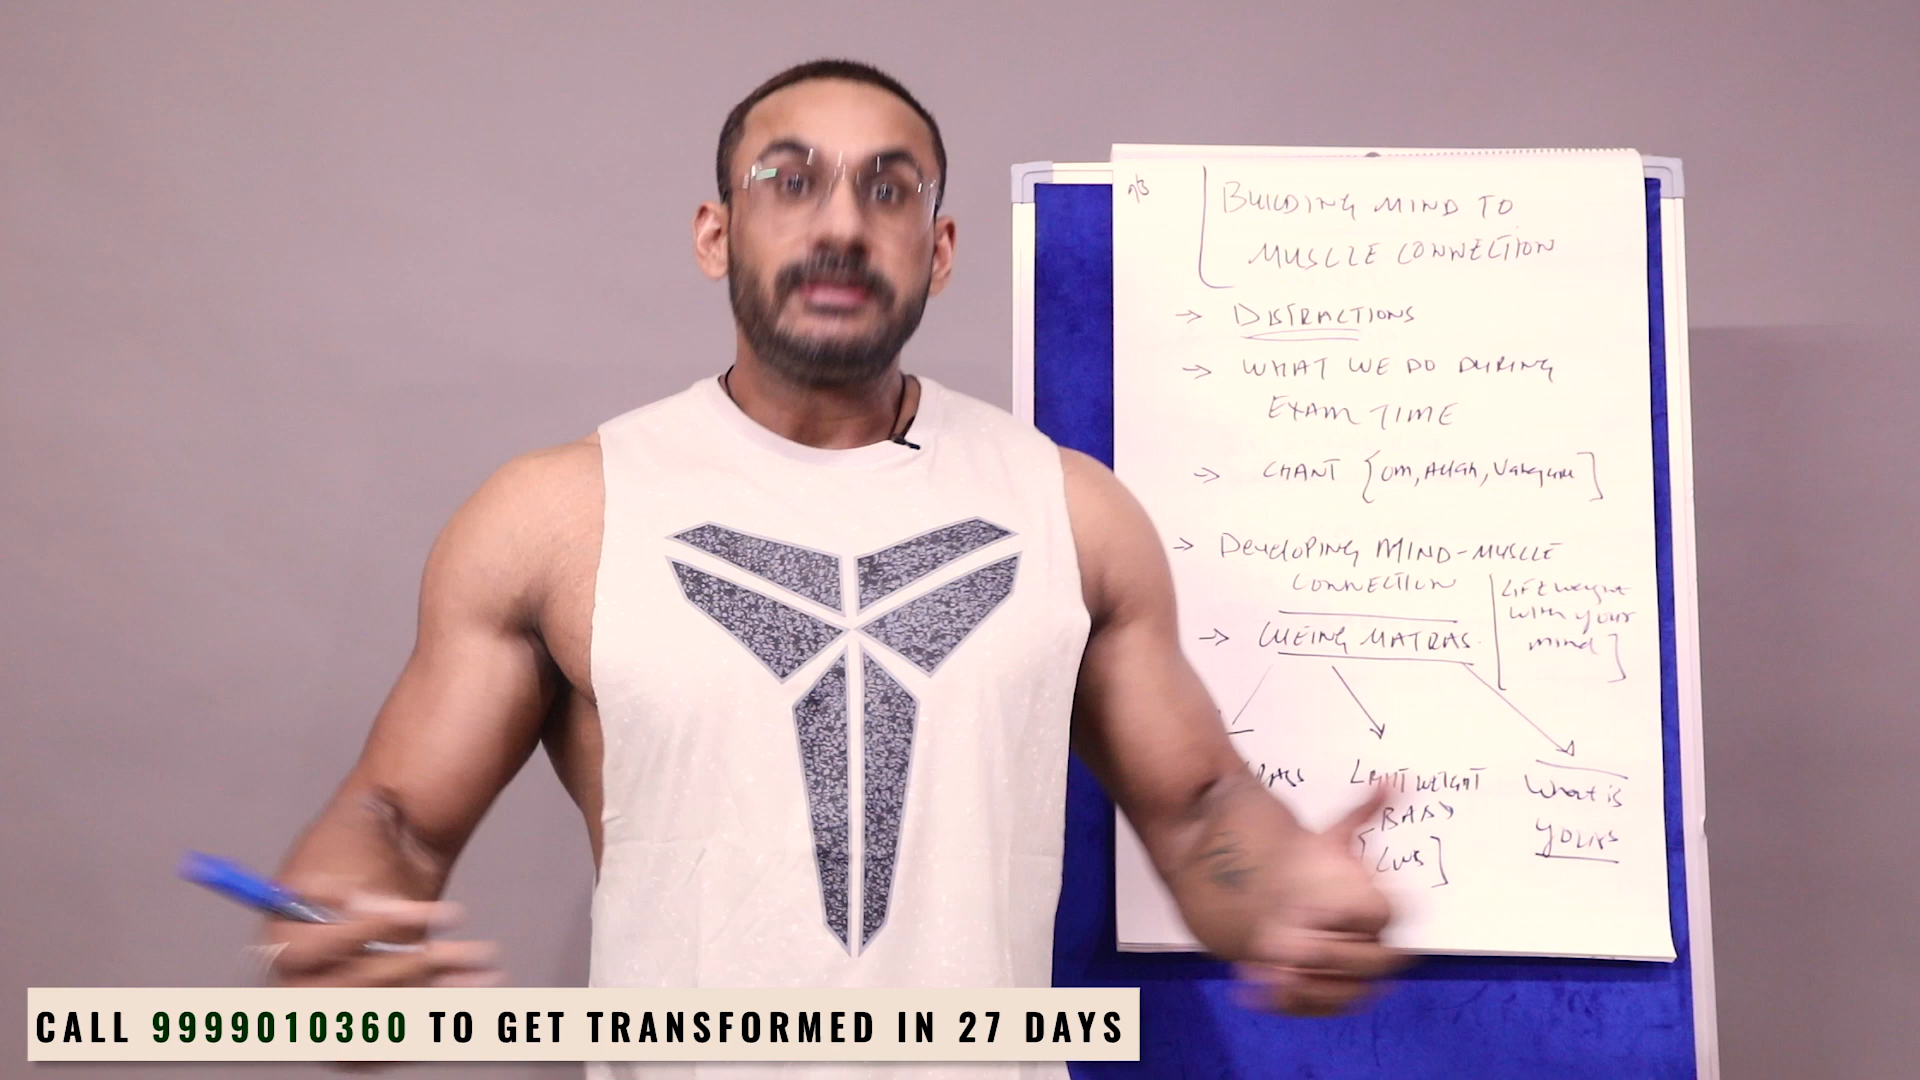 BUILDING MIND TO
MUSCLE CONNECTION
→ DISTRACTIONS
→ WHAT WE DO DURING
EXAM TIME
→ CHANT [OM, Allah,
→ DEVELOPING MIND-MUSCLE
CONNECTION
[Lift weight
with your
mind]
→ USING MATRAS
LIGHT WEIGHT
BABY
What is
yours
CALL 9999010360 TO GET TRANSFORMED IN 27 DAYS